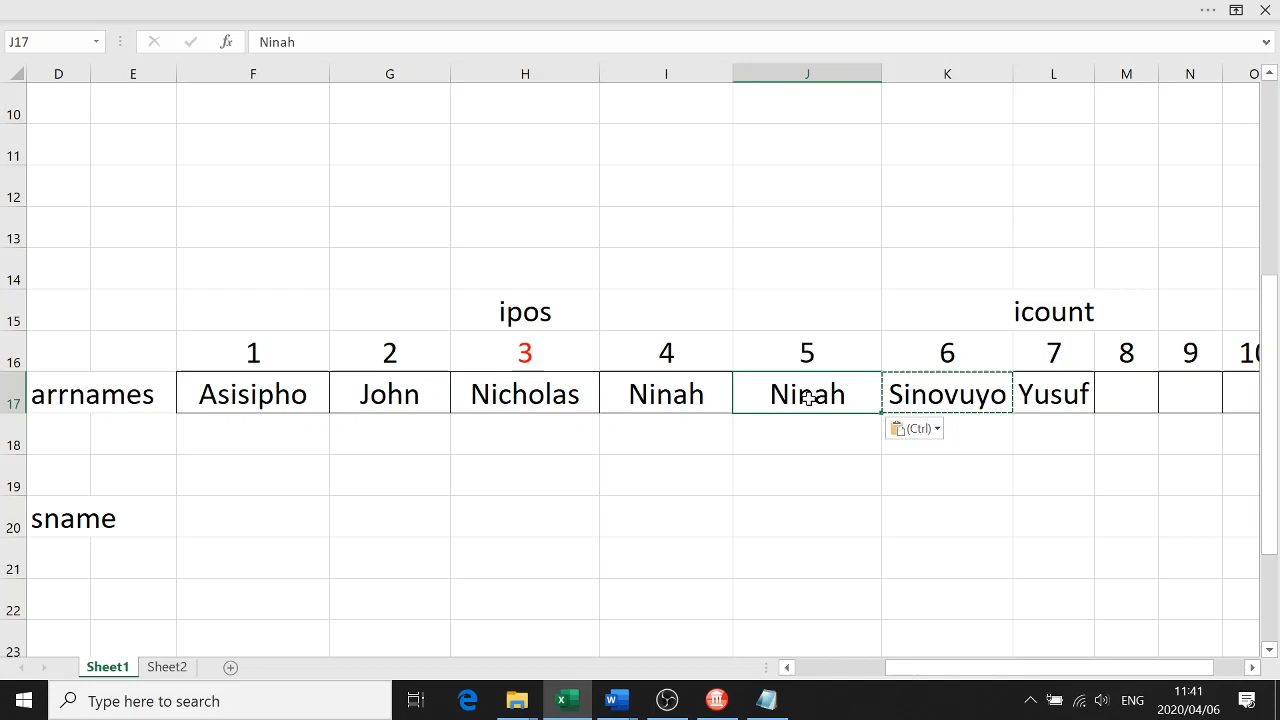 J17 fx Ninah
D E F G H I J K L M N O
10
11
12
13
14
15 ipos icount
16 1 2 3 4 5 6 7 8 9 10
17 arrnames Asisipho John Nicholas Ninah Ninah Sinovuyo Yusuf
18 (Ctrl)
19
20 sname
21
22
23
Sheet1 Sheet2
Type here to search ENG 11:41 2020/04/06